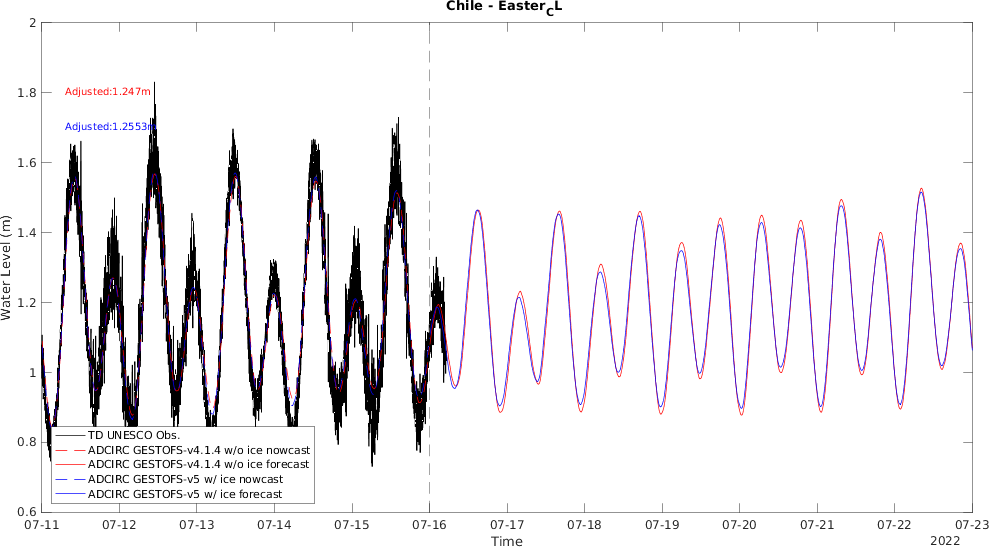 Chile - Easter_CL
2
1.8
1.6
1.4
1.2
1
0.8
0.6
Water Level (m)
Adjusted:1.247m
Adjusted:1.2553m
TD UNESCO Obs.
ADCIRC GESTOFS-v4.1.4 w/o ice nowcast
ADCIRC GESTOFS-v4.1.4 w/o ice forecast
ADCIRC GESTOFS-v5 w/ ice nowcast
ADCIRC GESTOFS-v5 w/ ice forecast
07-11 07-12 07-13 07-14 07-15 07-16 07-17 07-18 07-19 07-20 07-21 07-22 07-23
Time
2022